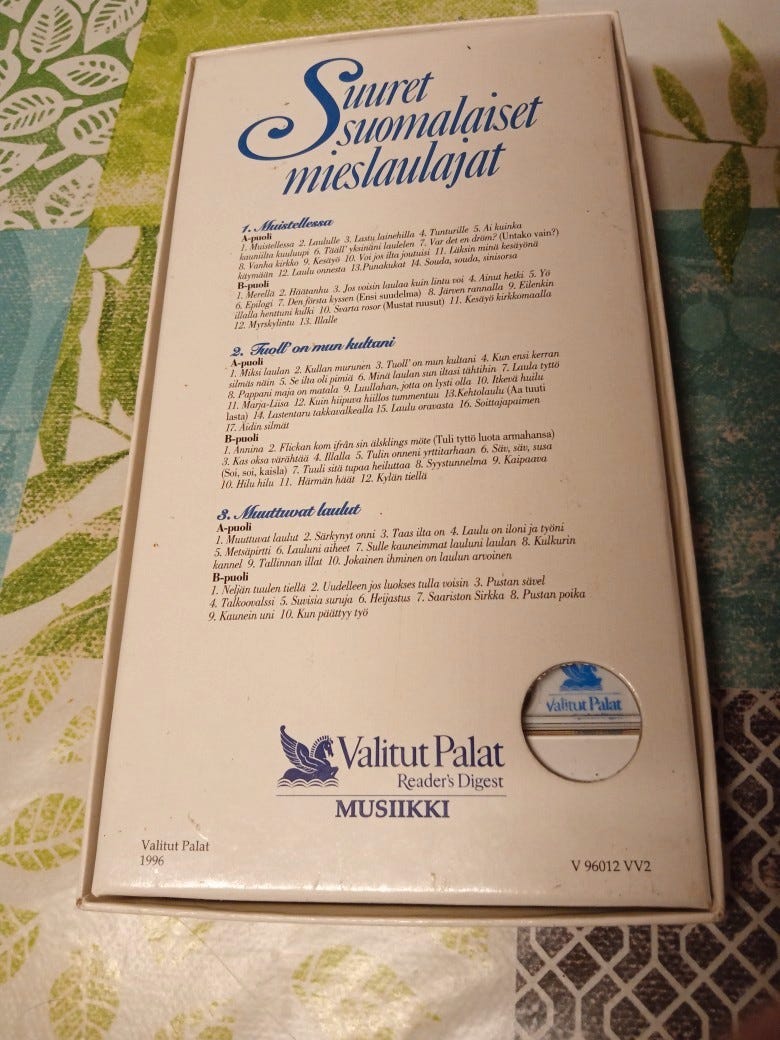 Suuret
suomalaiset
mieslaulajat
1. Muistellessa
A-puoli
1. Muistellessa 2. Laululle 3. Lastu lainehilla 4. Tunturille 5. Ai kuinka
kauniilta kuuluupi 6. Tääll' yksinäni laulelen 7. Var det en dröm? (Untako vain?)
8. Vanha kirkko 9. Kesäyö 10. Voi jos ilta joutuisi 11. Läksin minä kesäyönä
käymään 12. Laulu onnesta 13. Punakukat 14. Souda, souda, sinisorsa
B-puoli
1. Merellä 2. Häätanhu 3. Jos voisin laulaa kuin lintu voi 4. Ainut hetki 5. Yö
6. Epilogi 7. Den första kyssen (Ensi suudelma) 8. Järven rannalla 9. Eilenkin
illalla henttuni kulki 10. Svarta rosor (Mustat ruusut) 11. Kesäyö kirkkomaalla
12. Myrskylintu 13. Illalle
2. Tuoll' on mun kultani
A-puoli
1. Miksi laulan 2. Kullan murunen 3. Tuoll' on mun kultani 4. Kun ensi kerran
silmäs näin 5. Se ilta oli pimiä 6. Minä laulan sun iltasi tähtihin 7. Laula tyttö
8. Pappani maja on matala 9. Luullahan, jotta on lysti olla 10. Itkevä huilu
11. Marja-Liisa 12. Kuin hiipuva hiillos tummentuu 13. Kehtolaulu (Aa tuuti
lasta) 14. Lastentaru takkavalkealla 15. Laulu oravasta 16. Soittajapaimen
17. Äidin silmät
B-puoli
1. Annina 2. Flickan kom ifrån sin älsklings möte (Tuli tyttö luota armahansa)
3. Kas oksa värähtää 4. Illalla 5. Tulin onneni yrttitarhaan 6. Säv, säv, susa
(Soi, soi, kaisla) 7. Tuuli sitä tupaa heiluttaa 8. Syystunnelma 9. Kaipaava
10. Hilu hilu 11. Härmän häät 12. Kylän tiellä
3. Muuttuvat laulut
A-puoli
1. Muuttuvat laulut 2. Särkynyt onni 3. Taas ilta on 4. Laulu on iloni ja työni
5. Metsäpirtti 6. Lauluni aiheet 7. Sulle kauneimmat lauluni laulan 8. Kulkurin
kannel 9. Tallinnan illat 10. Jokainen ihminen on laulun arvoinen
B-puoli
1. Neljän tuulen tiellä 2. Uudelleen jos luokses tulla voisin 3. Pustan sävel
4. Talkoovalssi 5. Suvisia suruja 6. Heijastus 7. Saariston Sirkka 8. Pustan poika
9. Kaunein uni 10. Kun päättyy työ
Valitut Palat
Valitut Palat
Reader's Digest
MUSIIKKI
Valitut Palat
1996
V 96012 VV2